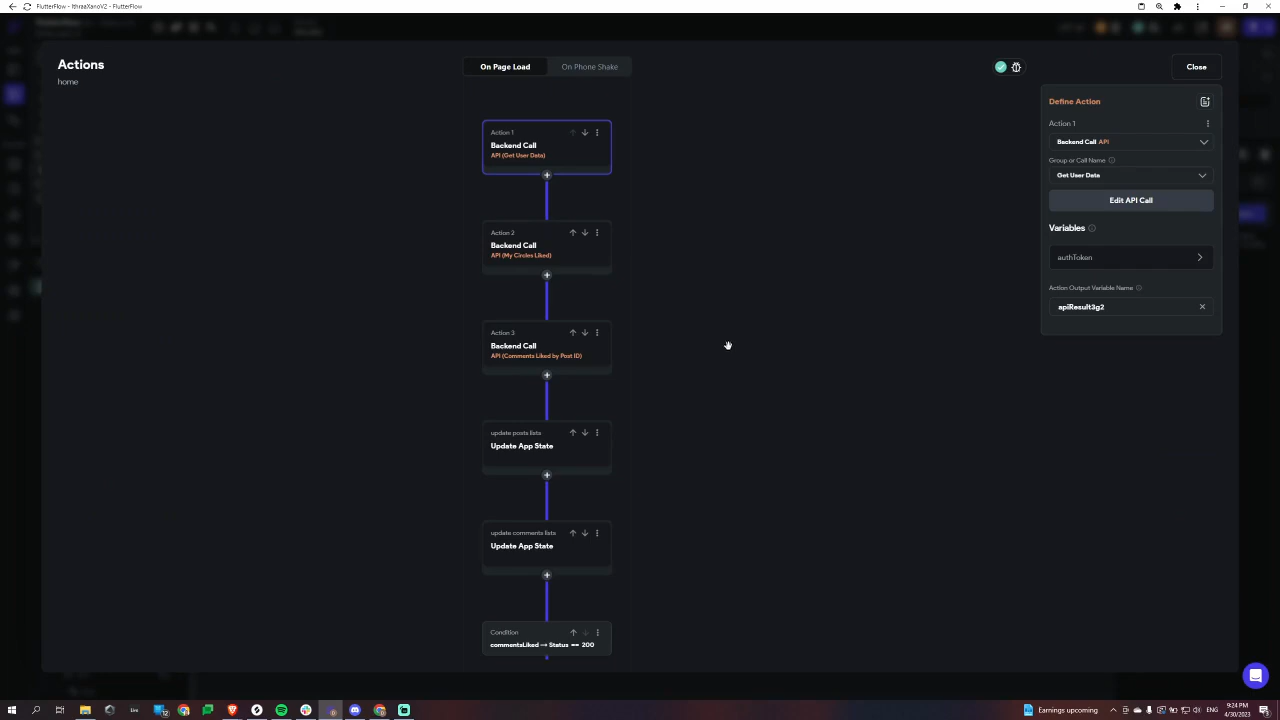 FlutterFlow - IthraaXanoV2 - FlutterFlow
Actions
home
On Page Load
On Phone Shake
Close
Action 1
Backend Call
API (Get User Data)
Action 2
Backend Call
API (My Circles Liked)
Action 3
Backend Call
API (Comments Liked by Post ID)
update posts lists
Update App State
update comments lists
Update App State
Condition
commentsLiked → Status == 200
Define Action
Action 1
Backend Call API
Group or Call Name
Get User Data
Edit API Call
Variables
authToken
Action Output Variable Name
apiResult3g2
Earnings upcoming
ENG
9:24 PM
4/30/2023